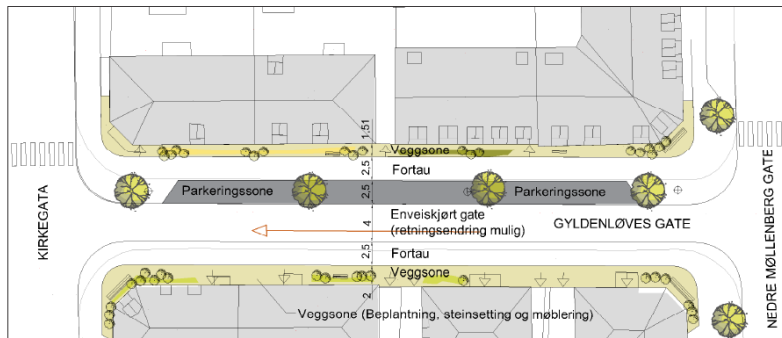 1,51
Veggsone
2,5
Fortau
Parkeringssone
2,5
Parkeringssone
4
Enveiskjørt gate
(retningsendring mulig)
GYLDENLØVES GATE
KIRKEGATA
NEDRE MØLLENBERG GATE
2,5
Fortau
Veggsone
2
Veggsone (Beplantning, steinsetting og møblering)